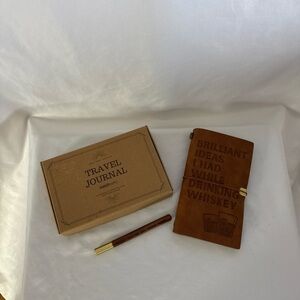 TRAVEL
JOURNAL
BRILLIANT
IDEAS
I HAD
WHILE
DRINKING
WHISKEY